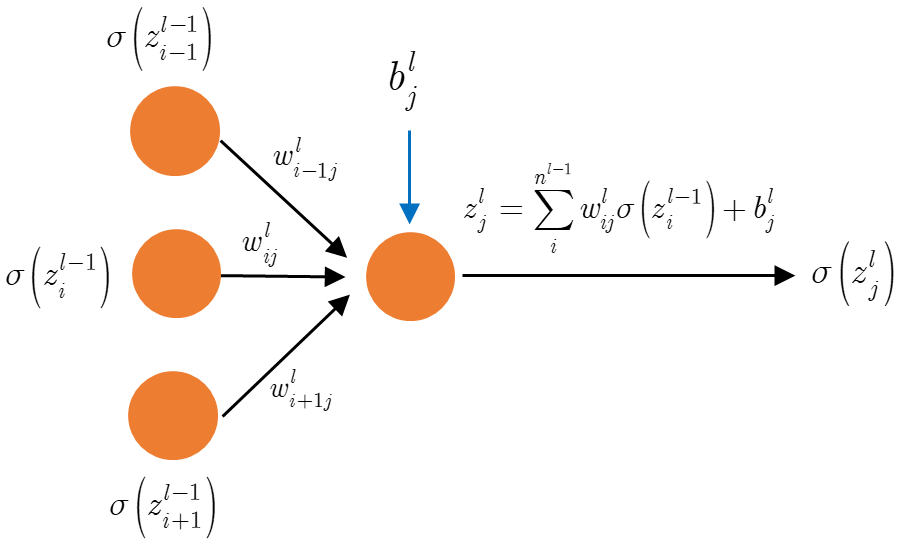 σ(z_{i−1}^{l−1})
b_j^l
w_{i−1j}^l
z_j^l = ∑_i^{n^{l−1}} w_{ij}^l σ(z_i^{l−1}) + b_j^l
w_{ij}^l
σ(z_i^{l−1})
σ(z_j^l)
w_{i+1j}^l
σ(z_{i+1}^{l−1})